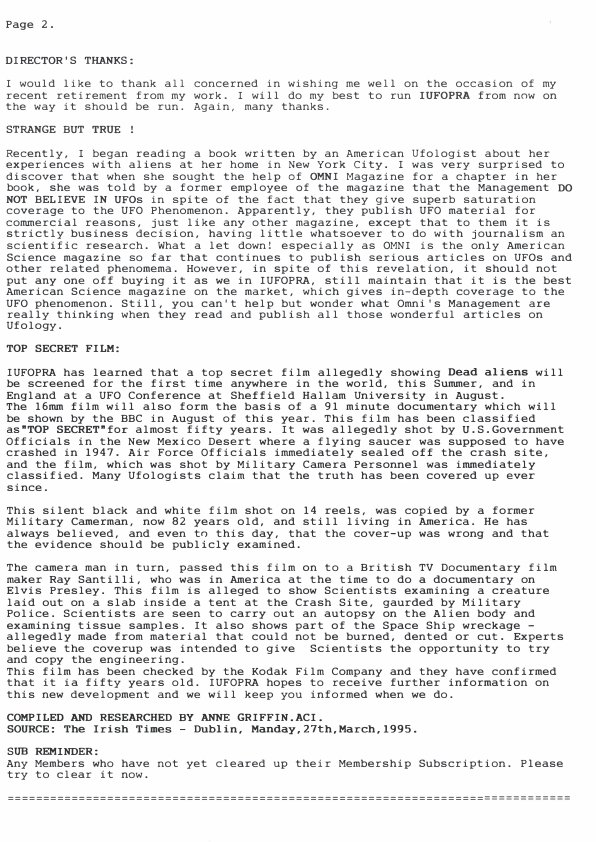 Page 2.
DIRECTOR'S THANKS:
I would like to thank all concerned in wishing me well on the occasion of my
recent retirement from my work. I will do my best to run IUFOPRA from now on
the way it should be run. Again, many thanks.
STRANGE BUT TRUE !
Recently, I began reading a book written by an American Ufologist about her
experiences with aliens at her home in New York City. I was very surprised to
discover that when she sought the help of OMNI Magazine for a chapter in her
book, she was told by a former employee of the magazine that the Management DO
NOT BELIEVE IN UFOs in spite of the fact that they give superb saturation
coverage to the UFO Phenomenon. Apparently, they publish UFO material for
commercial reasons, just like any other magazine, except that to them it is
strictly business decision, having little whatsoever to do with journalism an
scientific research. What a let down! especially as OMNI is the only American
Science magazine so far that continues to publish serious articles on UFOs and
other related phenomema. However, in spite of this revelation, it should not
put any one off buying it as we in IUFOPRA, still maintain that it is the best
American Science magazine on the market, which gives in-depth coverage to the
UFO phenomenon. Still, you can't help but wonder what Omni's Management are
really thinking when they read and publish all those wonderful articles on
Ufology.
TOP SECRET FILM:
IUFOPRA has learned that a top secret film allegedly showing Dead aliens will
be screened for the first time anywhere in the world, this Summer, and in
England at a UFO Conference at Sheffield Hallam University in August.
The 16mm film will also form the basis of a 91 minute documentary which will
be shown by the BBC in August of this year. This film has been classified
as"TOP SECRET"for almost fifty years. It was allegedly shot by U.S.Government
Officials in the New Mexico Desert where a flying saucer was supposed to have
crashed in 1947. Air Force Officials immediately sealed off the crash site,
and the film, which was shot by Military Camera Personnel was immediately
classified. Many Ufologists claim that the truth has been covered up ever
since.
This silent black and white film shot on 14 reels, was copied by a former
Military Camerman, now 82 years old, and still living in America. He has
always believed, and even to this day, that the cover-up was wrong and that
the evidence should be publicly examined.
The camera man in turn, passed this film on to a British TV Documentary film
maker Ray Santilli, who was in America at the time to do a documentary on
Elvis Presley. This film is alleged to show Scientists examining a creature
laid out on a slab inside a tent at the Crash Site, gaurded by Military
Police. Scientists are seen to carry out an autopsy on the Alien body and
examining tissue samples. It also shows part of the Space Ship wreckage -
allegedly made from material that could not be burned, dented or cut. Experts
believe the coverup was intended to give  Scientists the opportunity to try
and copy the engineering.
This film has been checked by the Kodak Film Company and they have confirmed
that it ia fifty years old. IUFOPRA hopes to receive further information on
this new development and we will keep you informed when we do.
COMPILED AND RESEARCHED BY ANNE GRIFFIN.ACI.
SOURCE: The Irish Times - Dublin, Manday,27th,March,1995.
SUB REMINDER:
Any Members who have not yet cleared up their Membership Subscription. Please
try to clear it now.
===============================================================================